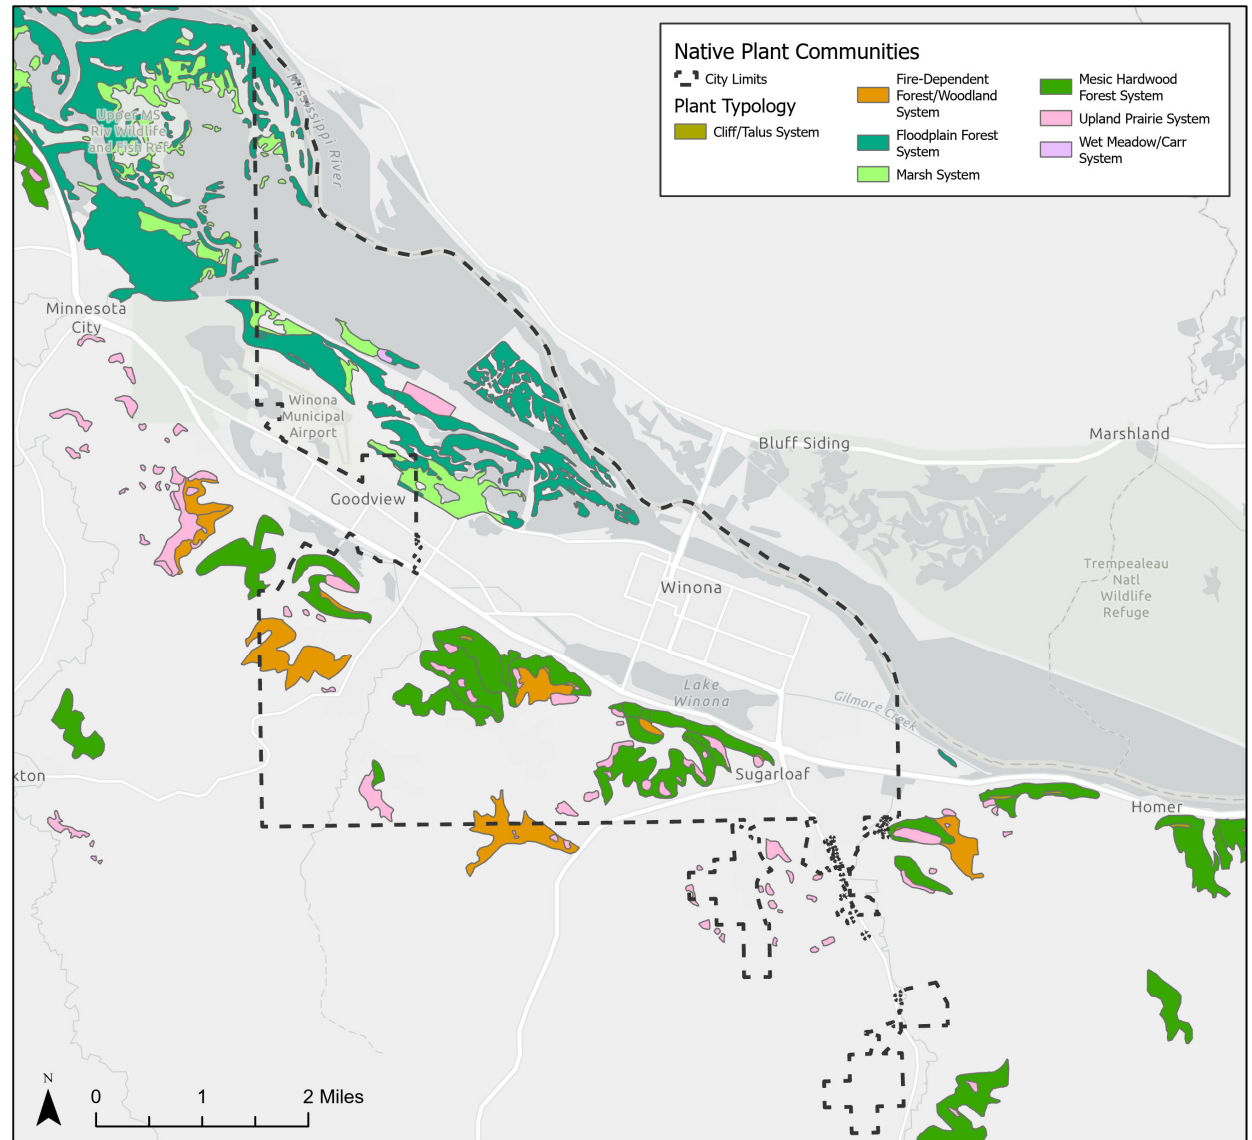 Native Plant Communities
City Limits
Plant Typology
Cliff/Talus System
Fire-Dependent
Forest/Woodland
System
Floodplain Forest
System
Marsh System
Mesic Hardwood
Forest System
Upland Prairie System
Wet Meadow/Carr
System
Mississippi River
Upper MS
Riv Wildlife
and Fish Ref
Minnesota
City
Winona
Municipal
Airport
Goodview
Bluff Siding
Marshland
Trempealeau
Natl
Wildlife
Refuge
Winona
Lake
Winona
Gilmore Creek
Sugarloaf
Homer
kton
N
0 1 2 Miles